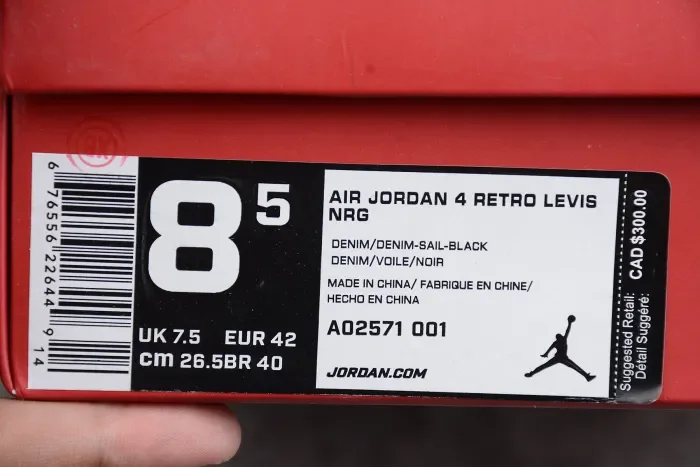 6 76556 22644 9 14
8 5
UK 7.5 EUR 42
cm 26.5 BR 40
AIR JORDAN 4 RETRO LEVIS
NRG
DENIM/DENIM-SAIL-BLACK
DENIM/VOILE/NOIR
MADE IN CHINA/ FABRIQUE EN CHINE/
HECHO EN CHINA
AO2571 001
JORDAN.COM
Suggested Retail:
Détail Suggéré:
CAD $300.00